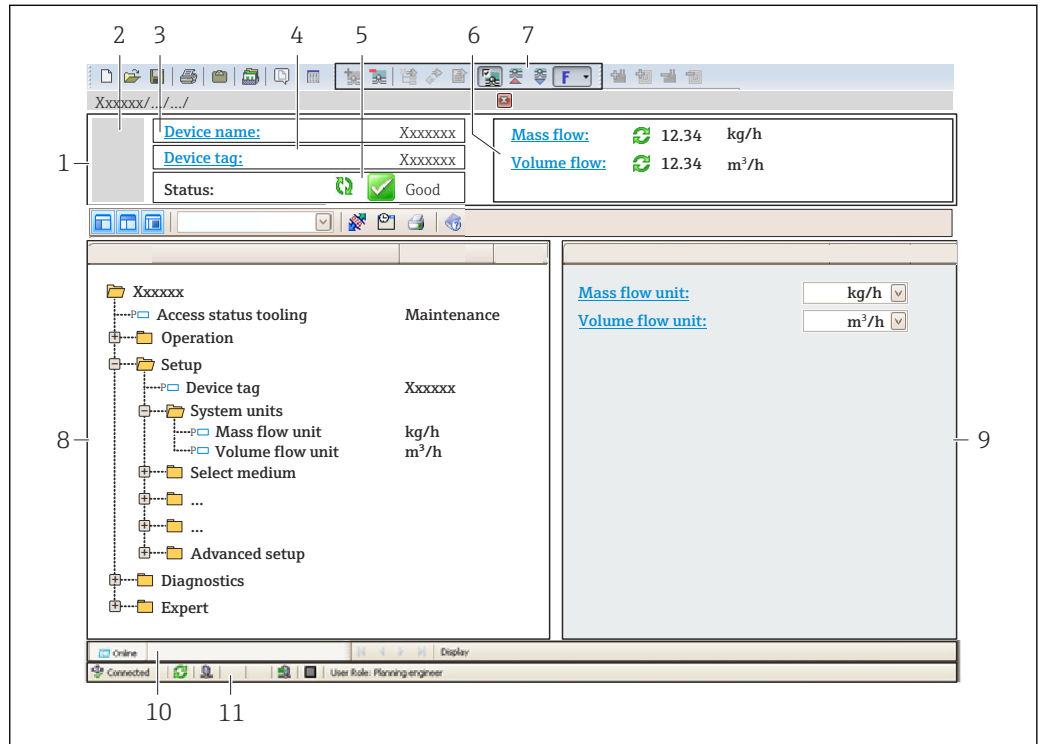 2 3 4 5 6 7
F
Xxxxxx/.../.../
1
Device name: Xxxxxxx
Device tag: Xxxxxxx
Status: Good
Mass flow: 12.34 kg/h
Volume flow: 12.34 m³/h
Xxxxxx
P Access status tooling Maintenance
Operation
Setup
P Device tag Xxxxxx
System units
P Mass flow unit kg/h
P Volume flow unit m³/h
Select medium
...
...
Advanced setup
Diagnostics
Expert
8
Mass flow unit: kg/h
Volume flow unit: m³/h
9
Online Display
Connected User Role: Planning engineer
10 11